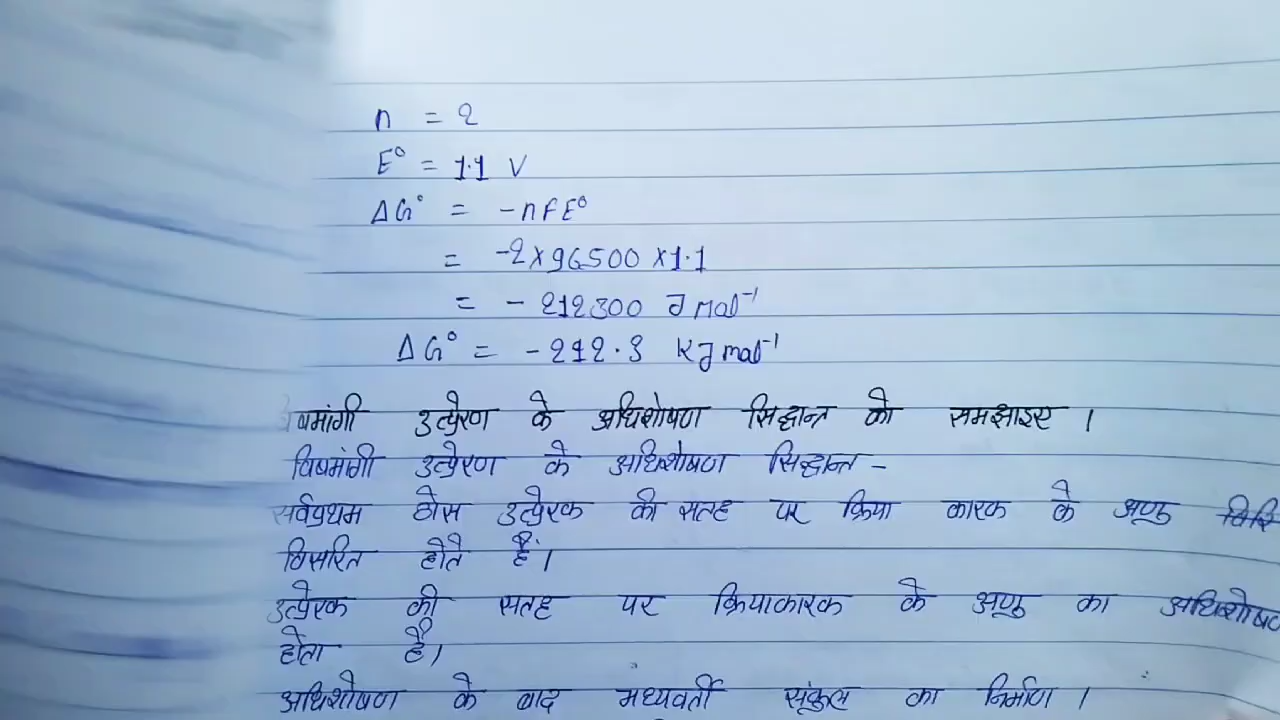 n = 2
E° = 1.1 V
ΔG° = -nFE°
= -2×96500×1.1
= - 212300 J mol⁻¹
ΔG° = - 212.3 KJ mol⁻¹
विषमांगी उत्प्रेरण के अधिशोषण सिद्धान्त को समझाइए ।
विषमांगी उत्प्रेरण के अधिशोषण सिद्धान्त -
सर्वप्रथम ठोस उत्प्रेरक की सतह पर क्रिया कारक के अणु
विसरित होते हैं।
उत्प्रेरक की सतह पर क्रियाकारक के अणु का अधिशोषण
होता है।
अधिशोषण के बाद मध्यवर्ती संकुल का निर्माण ।